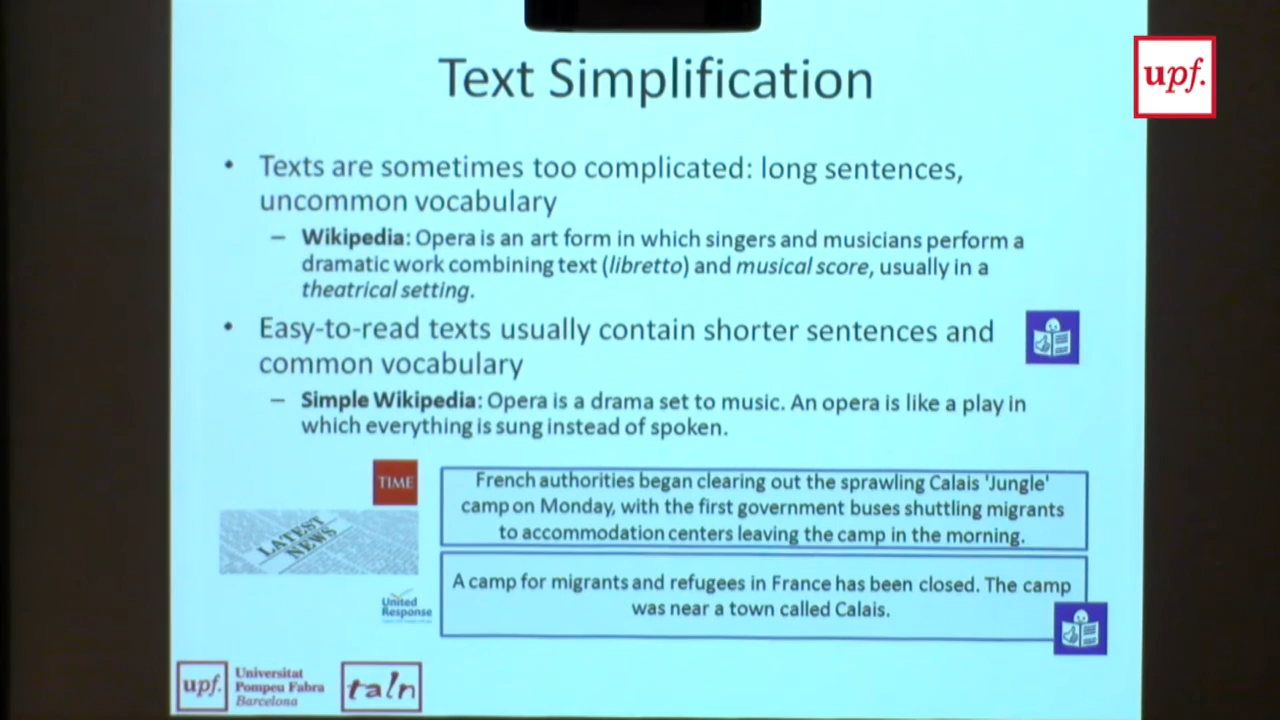 Text Simplification
upf.
• Texts are sometimes too complicated: long sentences,
uncommon vocabulary
– Wikipedia: Opera is an art form in which singers and musicians perform a
dramatic work combining text (libretto) and musical score, usually in a
theatrical setting.
• Easy-to-read texts usually contain shorter sentences and
common vocabulary
– Simple Wikipedia: Opera is a drama set to music. An opera is like a play in
which everything is sung instead of spoken.
TIME
French authorities began clearing out the sprawling Calais 'Jungle'
camp on Monday, with the first government buses shuttling migrants
to accommodation centers leaving the camp in the morning.
LATEST
NEWS
A camp for migrants and refugees in France has been closed. The camp
was near a town called Calais.
United
Response
upf.
Universitat
Pompeu Fabra
Barcelona
taln